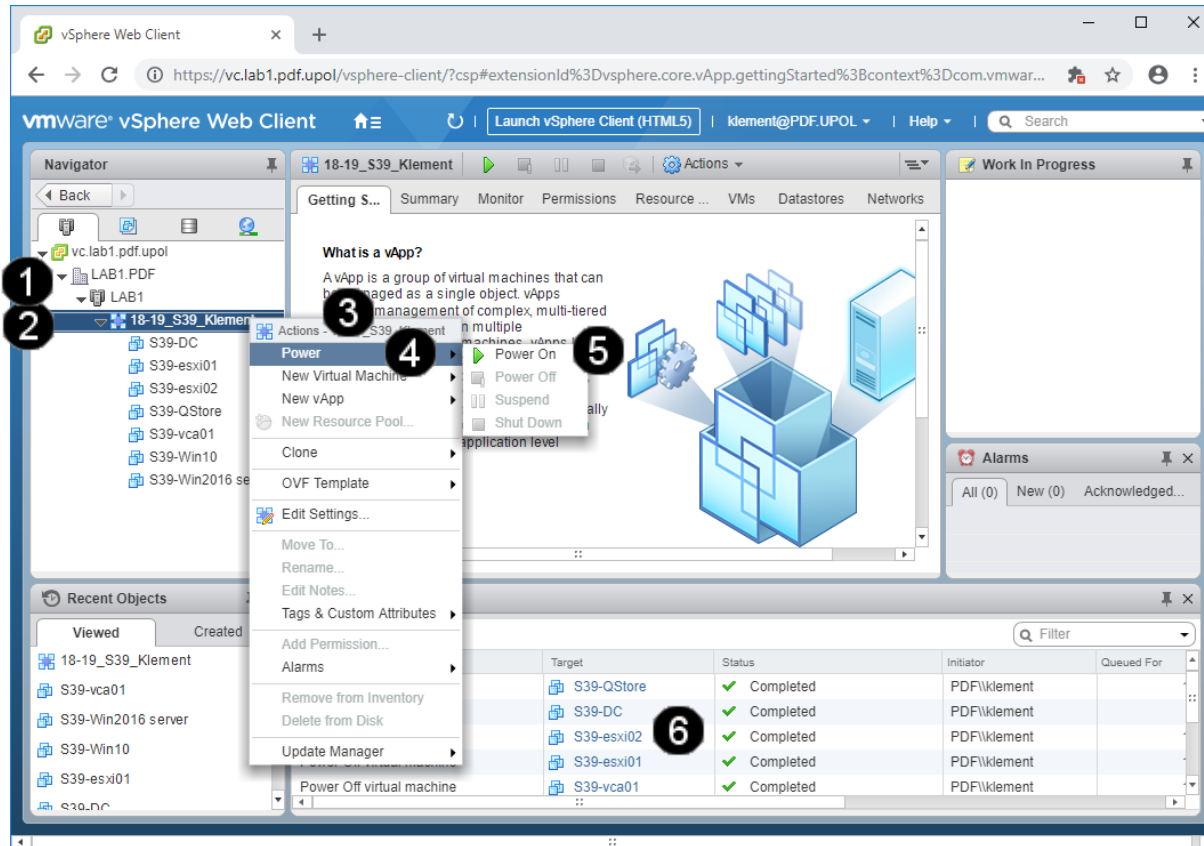 vSphere Web Client
https://vc.lab1.pdf.upol/vsphere-client/?csp#extensionId%3Dvsphere.core.vApp.gettingStarted%3Bcontext%3Dcom.vmwar...
vmware® vSphere Web Client
Launch vSphere Client (HTML5)
klement@PDF.UPOL
Help
Search
Navigator
Back
vc.lab1.pdf.upol
1
LAB1.PDF
LAB1
2
18-19_S39_Klement
S39-DC
S39-esxi01
S39-esxi02
S39-QStore
S39-vca01
S39-Win10
S39-Win2016 se
18-19_S39_Klement
Actions
Getting S...
Summary
Monitor
Permissions
Resource ...
VMs
Datastores
Networks
What is a vApp?
A vApp is a group of virtual machines that can
managed as a single object. vApps
management of complex, multi-tiered
n multiple
machines. vApps
ally
application level
3
Actions - S39_Klement
4
Power
New Virtual Machine
New vApp
New Resource Pool...
Clone
OVF Template
Edit Settings...
Move To...
Rename...
Edit Notes...
Tags & Custom Attributes
Add Permission...
Alarms
Remove from Inventory
Delete from Disk
Update Manager
5
Power On
Power Off
Suspend
Shut Down
Work In Progress
Alarms
All (0)
New (0)
Acknowledged...
Recent Objects
Viewed
Created
18-19_S39_Klement
S39-vca01
S39-Win2016 server
S39-Win10
S39-esxi01
S39-DC
Filter
Target Status Initiator Queued For
S39-QStore Completed PDF\\klement
S39-DC Completed PDF\\klement
6
S39-esxi02 Completed PDF\\klement
Power Off virtual machine S39-esxi01 Completed PDF\\klement
Power Off virtual machine S39-vca01 Completed PDF\\klement